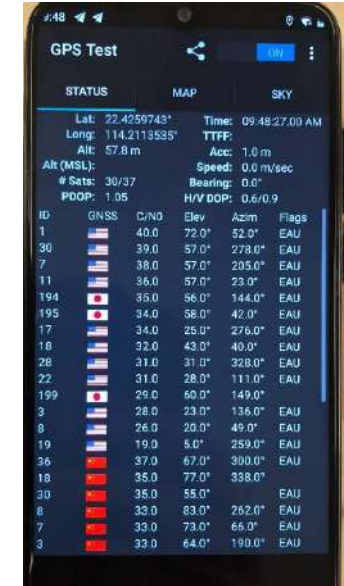 9:48
GPS Test ON
STATUS MAP SKY
Lat: 22.4259743° Time: 09:48:27.00 AM
Long: 114.2113535° TTFF:
Alt: 57.8 m Acc: 1.0 m
Alt (MSL): Speed: 0.0 m/sec
# Sats: 30/37 Bearing: 0.0°
PDOP: 1.05 H/V DOP: 0.6/0.9
ID GNSS C/N0 Elev Azim Flags
1 40.0 72.0° 52.0° EAU
30 39.0 57.0° 278.0° EAU
7 38.0 57.0° 205.0° EAU
11 36.0 57.0° 23.0° EAU
194 35.0 56.0° 144.0° EAU
195 34.0 58.0° 42.0° EAU
17 34.0 25.0° 276.0° EAU
18 32.0 43.0° 40.0° EAU
28 31.0 31.0° 328.0° EAU
22 31.0 28.0° 111.0° EAU
199 29.0 60.0° 149.0°
3 28.0 23.0° 136.0° EAU
8 26.0 20.0° 49.0° EAU
19 19.0 5.0° 259.0° EAU
36 37.0 67.0° 300.0° EAU
18 35.0 77.0° 338.0°
30 35.0 55.0° EAU
8 33.0 83.0° 262.0° EAU
7 33.0 73.0° 66.0° EAU
3 33.0 64.0° 190.0° EAU